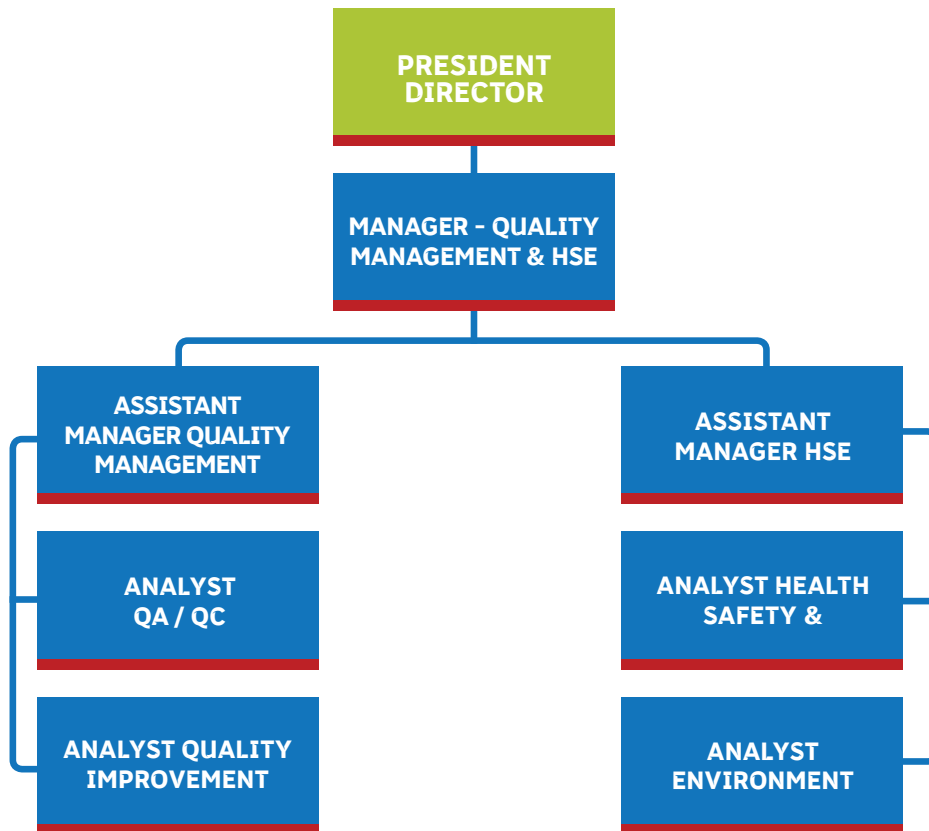 PRESIDENT
DIRECTOR
MANAGER - QUALITY
MANAGEMENT & HSE
ASSISTANT
MANAGER QUALITY
MANAGEMENT
ASSISTANT
MANAGER HSE
ANALYST
QA / QC
ANALYST HEALTH
SAFETY &
ANALYST QUALITY
IMPROVEMENT
ANALYST
ENVIRONMENT